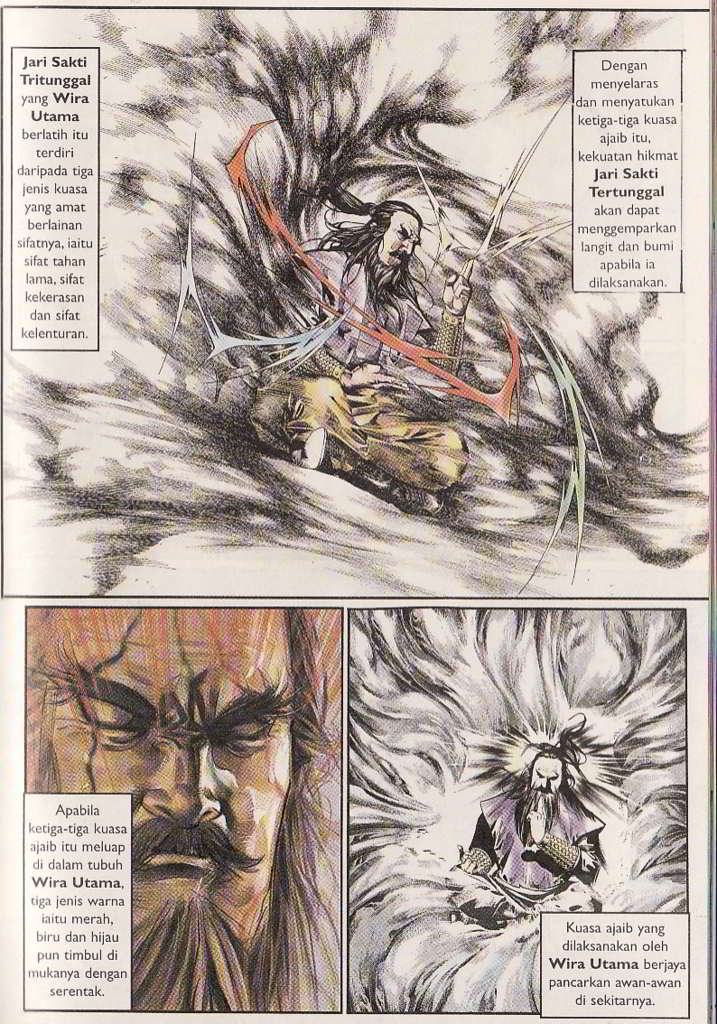 Jari Sakti
Tritunggal
yang Wira
Utama
berlatih itu
terdiri
daripada tiga
jenis kuasa
yang amat
berlainan
sifatnya, iaitu
sifat tahan
lama, sifat
kekerasan
dan sifat
kelenturan.
Dengan
menyelaras
dan menyatukan
ketiga-tiga kuasa
ajaib itu,
kekuatan hikmat
Jari Sakti
Tertunggal
akan dapat
menggemparkan
langit dan bumi
apabila ia
dilaksanakan.
Apabila
ketiga-tiga kuasa
ajaib itu meluap
di dalam tubuh
Wira Utama,
tiga jenis warna
iaitu merah,
biru dan hijau
pun timbul di
mukanya dengan
serentak.
Kuasa ajaib yang
dilaksanakan oleh
Wira Utama berjaya
pancarkan awan-awan
di sekitarnya.